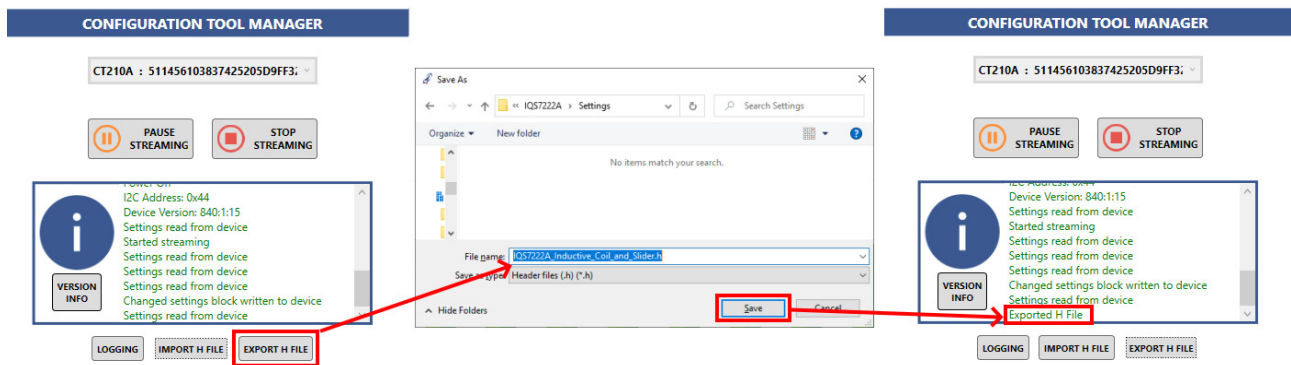 CONFIGURATION TOOL MANAGER
CT210A : 511456103837425205D9FF3
PAUSE
STREAMING
STOP
STREAMING
Power Off
I2C Address: 0x44
Device Version: 840:1:15
Settings read from device
Started streaming
Settings read from device
Settings read from device
Settings read from device
Changed settings block written to device
Settings read from device
VERSION
INFO
LOGGING
IMPORT H FILE
EXPORT H FILE
Save As
« IQS7222A > Settings
Search Settings
Organize
New folder
No items match your search.
File name: IQS7222A_Inductive_Coil_and_Slider.h
Save as type: Header files (.h) (*.h)
Hide Folders
Save
Cancel
CONFIGURATION TOOL MANAGER
CT210A : 511456103837425205D9FF3
PAUSE
STREAMING
STOP
STREAMING
I2C Address: 0x44
Device Version: 840:1:15
Settings read from device
Started streaming
Settings read from device
Settings read from device
Settings read from device
Changed settings block written to device
Settings read from device
Exported H File
VERSION
INFO
LOGGING
IMPORT H FILE
EXPORT H FILE